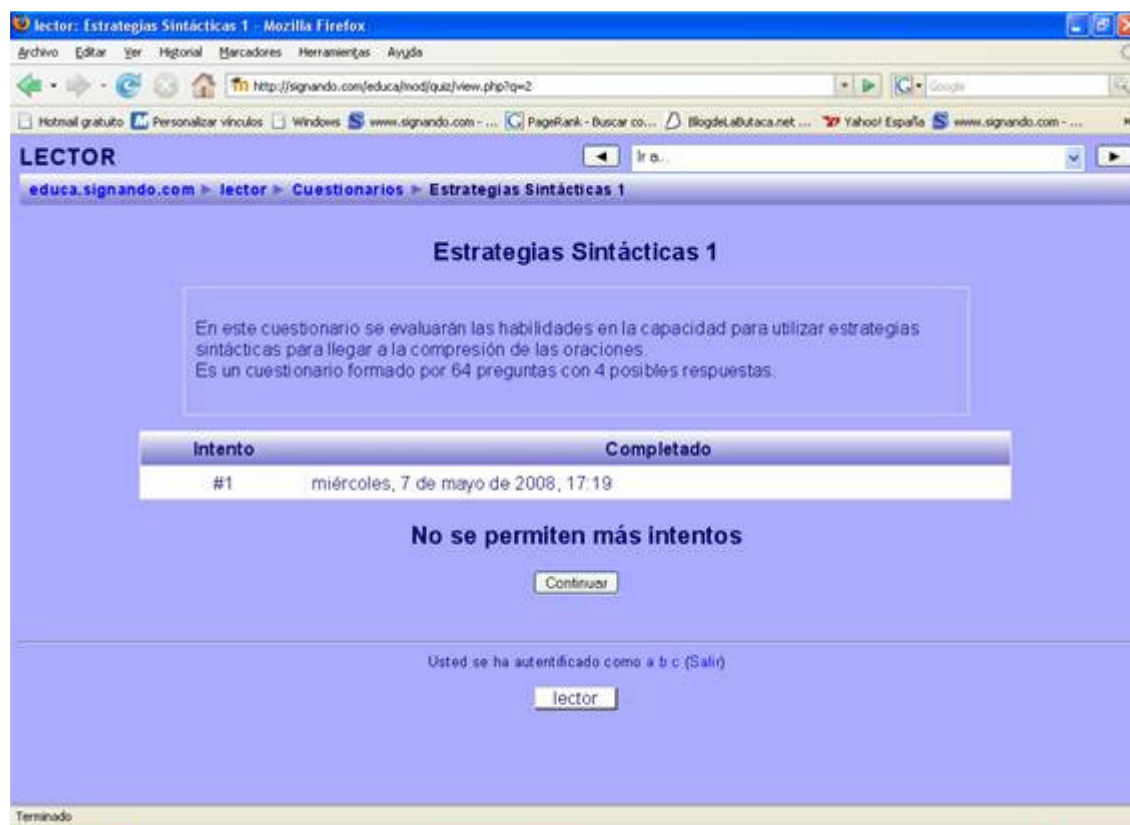 lector: Estrategias Sintácticas 1 - Mozilla Firefox
Archivo Editar Ver Historial Marcadores Herramientas Ayuda
http://signando.com/educa/mod/quiz/view.php?q=2 Google
Hotmail gratuito Personalizar vínculos Windows www.signando.com - ... PageRank - Buscar co... BlogdeLaButaca.net ... Yahoo! España www.signando.com - ...
LECTOR Ir a...
educa.signando.com ► lector ► Cuestionarios ► Estrategias Sintácticas 1
Estrategias Sintácticas 1
En este cuestionario se evaluarán las habilidades en la capacidad para utilizar estrategias
sintácticas para llegar a la compresión de las oraciones.
Es un cuestionario formado por 64 preguntas con 4 posibles respuestas.
Intento Completado
#1 miércoles, 7 de mayo de 2008, 17:19
No se permiten más intentos
Continuar
Usted se ha autentificado como a b c (Salir)
lector
Terminado